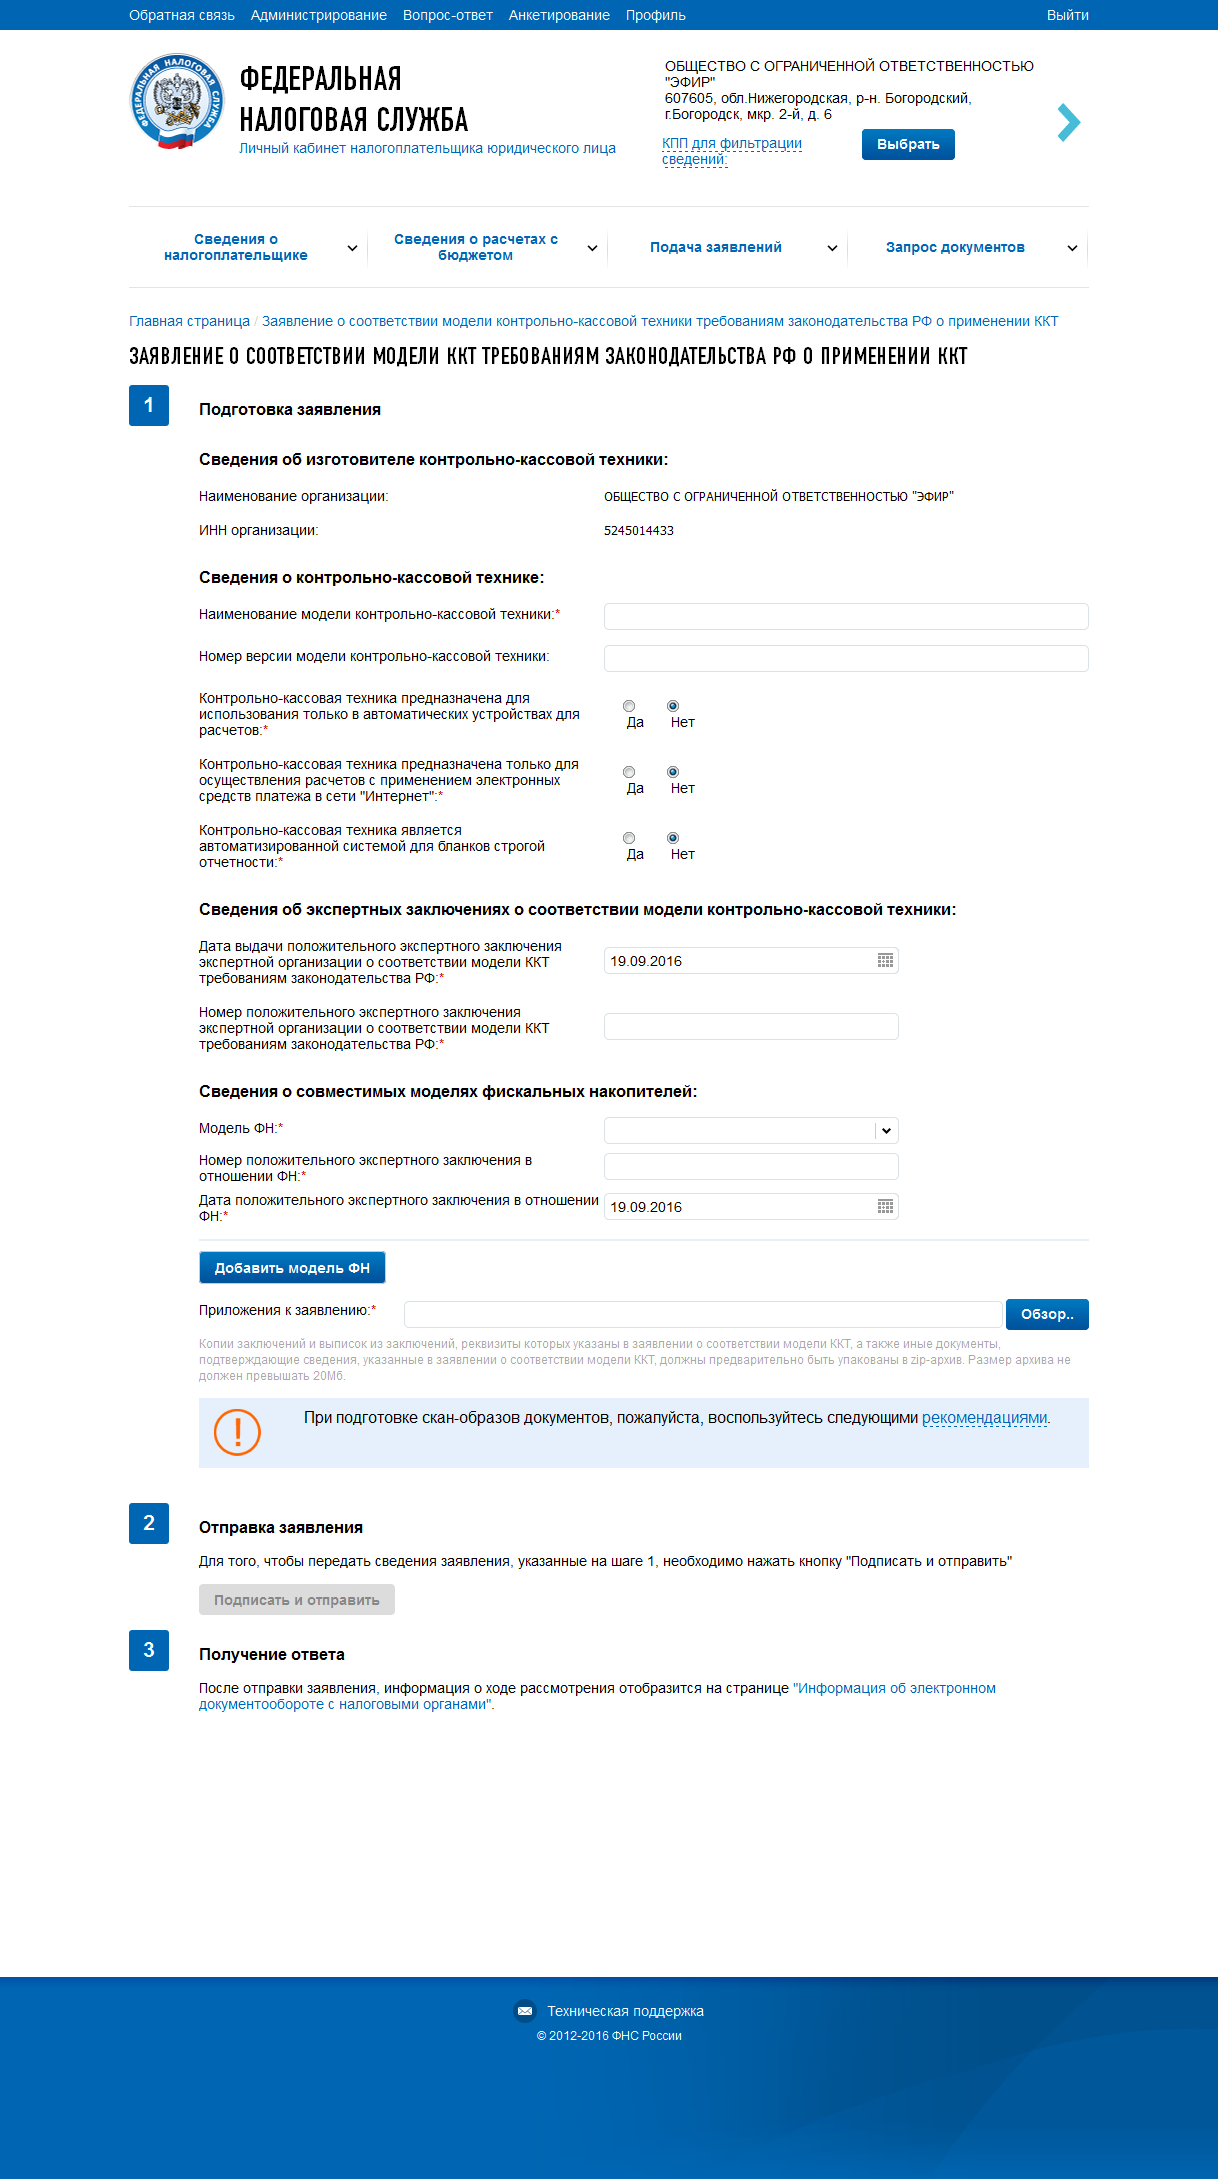 Обратная связь Администрирование Вопрос-ответ Анкетирование Профиль Выйти
ФЕДЕРАЛЬНАЯ НАЛОГОВАЯ СЛУЖБА
ФЕДЕРАЛЬНАЯ
НАЛОГОВАЯ СЛУЖБА
Личный кабинет налогоплательщика юридического лица
ОБЩЕСТВО С ОГРАНИЧЕННОЙ ОТВЕТСТВЕННОСТЬЮ
"ЭФИР"
607605, обл.Нижегородская, р-н. Богородский,
г.Богородск, мкр. 2-й, д. 6
КПП для фильтрации
сведений:
Выбрать
Сведения о
налогоплательщике
Сведения о расчетах с
бюджетом
Подача заявлений
Запрос документов
Главная страница / Заявление о соответствии модели контрольно-кассовой техники требованиям законодательства РФ о применении ККТ
ЗАЯВЛЕНИЕ О СООТВЕТСТВИИ МОДЕЛИ ККТ ТРЕБОВАНИЯМ ЗАКОНОДАТЕЛЬСТВА РФ О ПРИМЕНЕНИИ ККТ
1 Подготовка заявления
Сведения об изготовителе контрольно-кассовой техники:
Наименование организации: ОБЩЕСТВО С ОГРАНИЧЕННОЙ ОТВЕТСТВЕННОСТЬЮ "ЭФИР"
ИНН организации: 5245014433
Сведения о контрольно-кассовой технике:
Наименование модели контрольно-кассовой техники:*
Номер версии модели контрольно-кассовой техники:
Контрольно-кассовая техника предназначена для
использования только в автоматических устройствах для
расчетов:*
Да Нет
Контрольно-кассовая техника предназначена только для
осуществления расчетов с применением электронных
средств платежа в сети "Интернет":*
Да Нет
Контрольно-кассовая техника является
автоматизированной системой для бланков строгой
отчетности:*
Да Нет
Сведения об экспертных заключениях о соответствии модели контрольно-кассовой техники:
Дата выдачи положительного экспертного заключения
экспертной организации о соответствии модели ККТ
требованиям законодательства РФ:*
19.09.2016
Номер положительного экспертного заключения
экспертной организации о соответствии модели ККТ
требованиям законодательства РФ:*
Сведения о совместимых моделях фискальных накопителей:
Модель ФН:*
Номер положительного экспертного заключения в
отношении ФН:*
Дата положительного экспертного заключения в отношении
ФН:*
19.09.2016
Добавить модель ФН
Приложения к заявлению:* Обзор..
Копии заключений и выписок из заключений, реквизиты которых указаны в заявлении о соответствии модели ККТ, а также иные документы,
подтверждающие сведения, указанные в заявлении о соответствии модели ККТ, должны предварительно быть упакованы в zip-архив. Размер архива не
должен превышать 20Мб.
При подготовке скан-образов документов, пожалуйста, воспользуйтесь следующими рекомендациями.
2 Отправка заявления
Для того, чтобы передать сведения заявления, указанные на шаге 1, необходимо нажать кнопку "Подписать и отправить"
Подписать и отправить
3 Получение ответа
После отправки заявления, информация о ходе рассмотрения отобразится на странице "Информация об электронном
документообороте с налоговыми органами".
Техническая поддержка
© 2012-2016 ФНС России